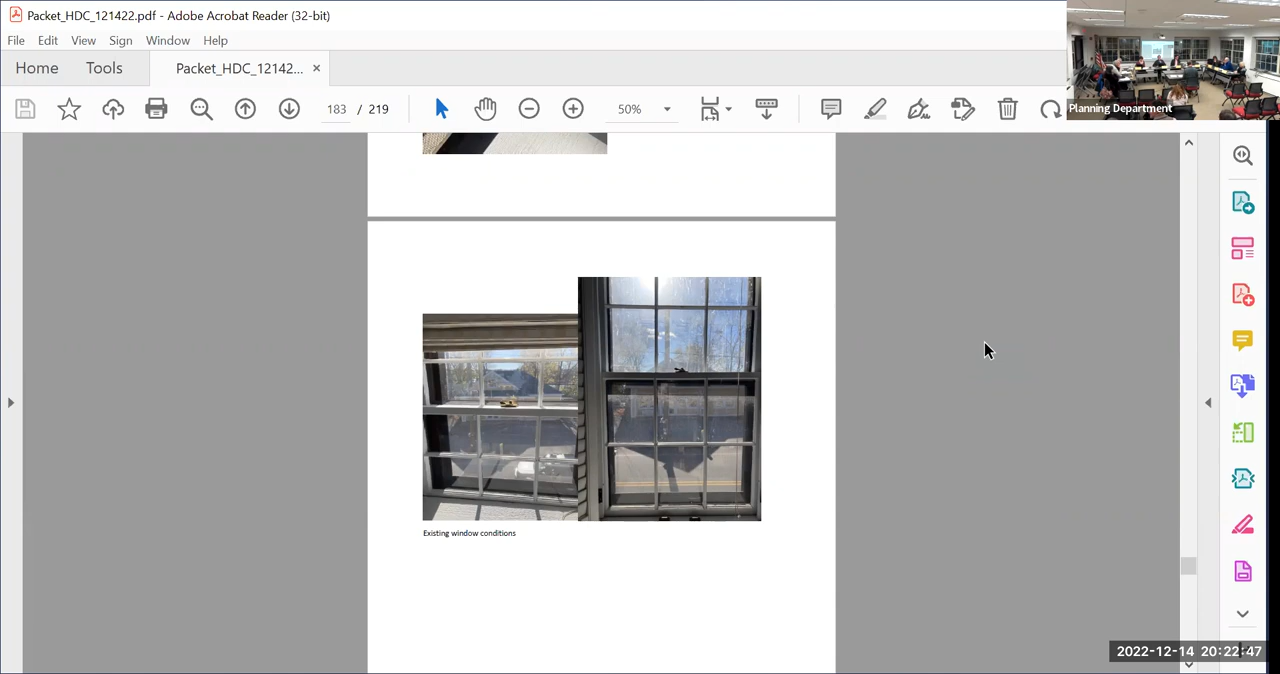 Packet_HDC_121422.pdf - Adobe Acrobat Reader (32-bit)
File Edit View Sign Window Help
Home Tools Packet_HDC_12142... ×
183 / 219 50%
Planning Department
Existing window conditions
2022-12-14 20:22:47